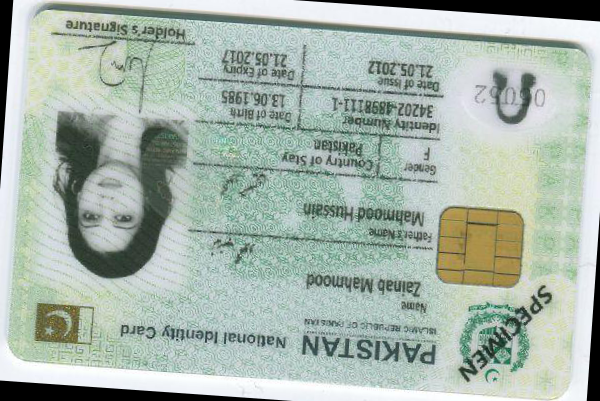 PAKISTAN National Identity Card
ISLAMIC REPUBLIC OF PAKISTAN
SPECIMEN
Name
Zainab Mahmood
Father's Name
Mahmood Hussain
Gender Country of Stay
F Pakistan
Identity Number Date of Birth
34202-4898111-1 13.06.1985
Date of Issue Date of Expiry
21.05.2012 21.05.2017
Holder's Signature